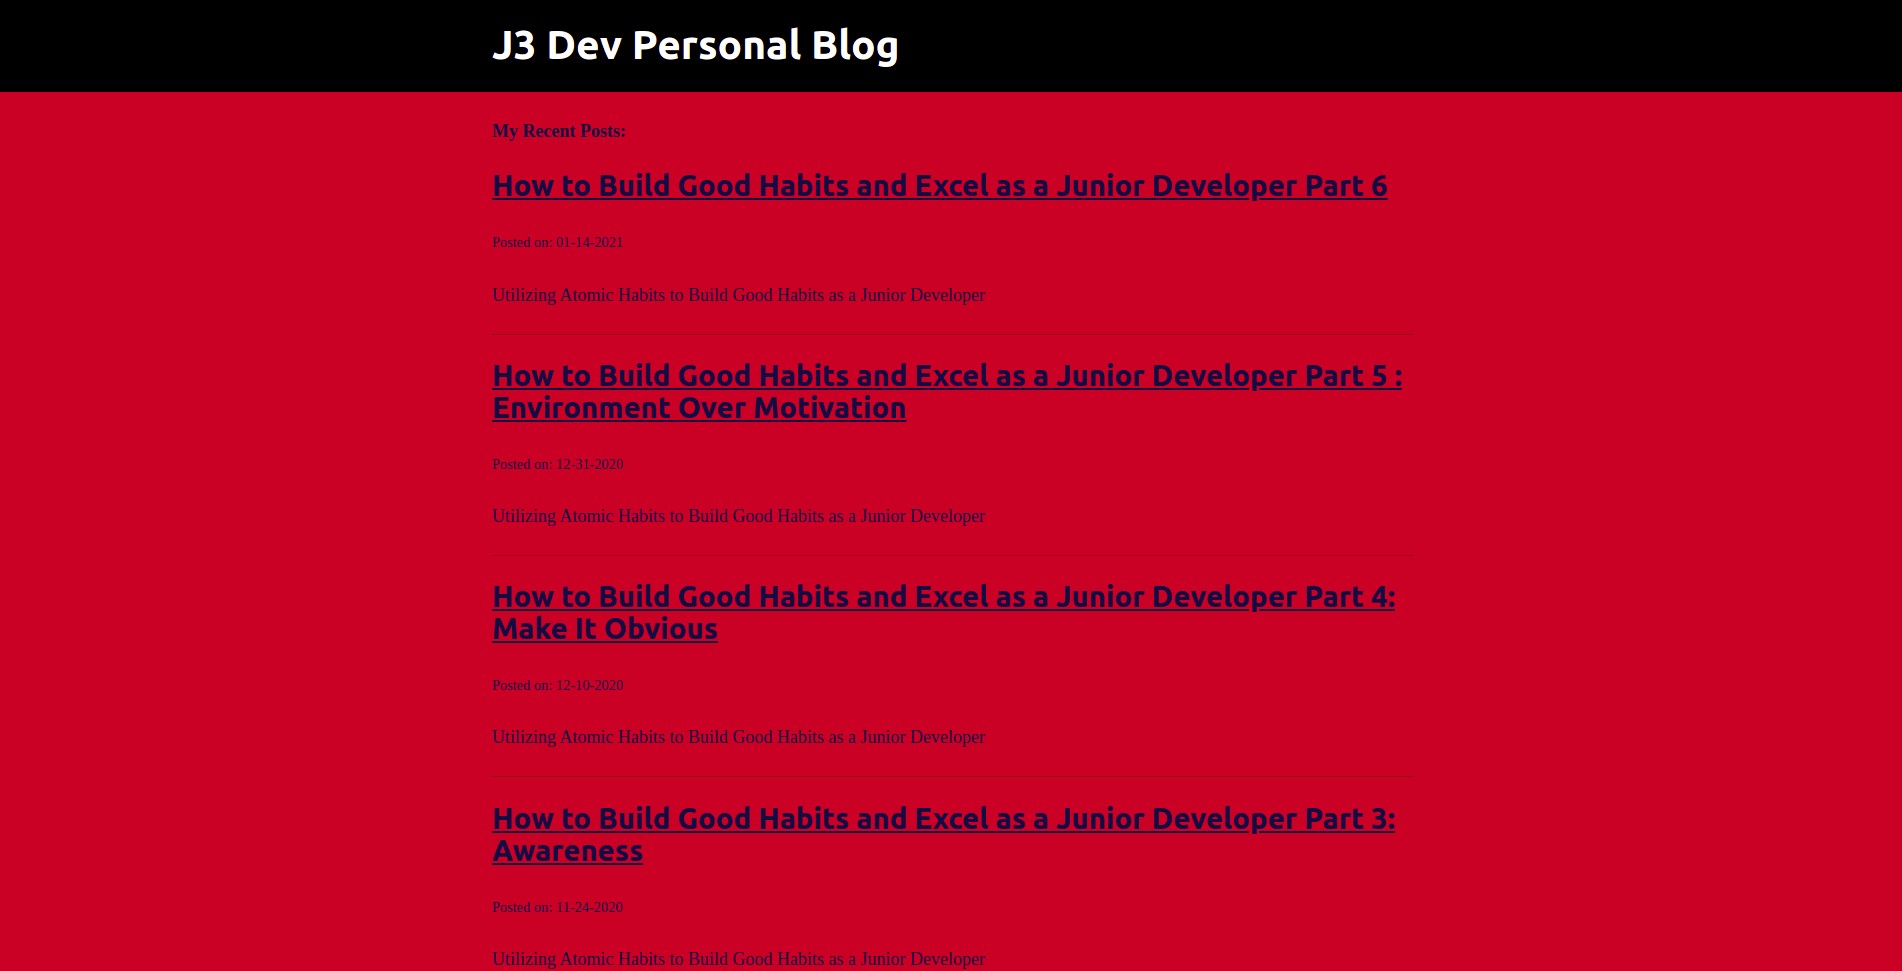 J3 Dev Personal Blog
My Recent Posts:
How to Build Good Habits and Excel as a Junior Developer Part 6
Posted on: 01-14-2021
Utilizing Atomic Habits to Build Good Habits as a Junior Developer
How to Build Good Habits and Excel as a Junior Developer Part 5 :
Environment Over Motivation
Posted on: 12-31-2020
Utilizing Atomic Habits to Build Good Habits as a Junior Developer
How to Build Good Habits and Excel as a Junior Developer Part 4:
Make It Obvious
Posted on: 12-10-2020
Utilizing Atomic Habits to Build Good Habits as a Junior Developer
How to Build Good Habits and Excel as a Junior Developer Part 3:
Awareness
Posted on: 11-24-2020
Utilizing Atomic Habits to Build Good Habits as a Junior Developer